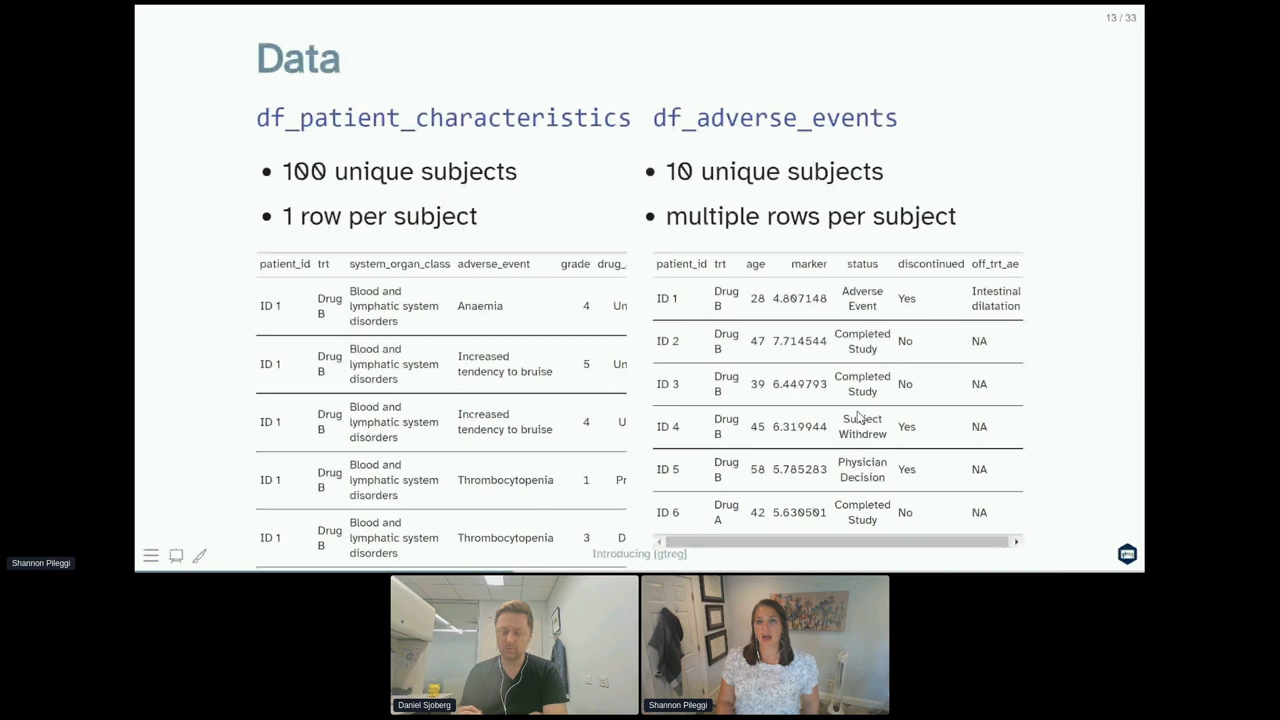 13 / 33
Data
df_patient_characteristics
• 100 unique subjects
• 1 row per subject
patient_id trt system_organ_class adverse_event grade drug_
ID 1 Drug B Blood and lymphatic system disorders Anaemia 4 Un
ID 1 Drug B Blood and lymphatic system disorders Increased tendency to bruise 5 Un
ID 1 Drug B Blood and lymphatic system disorders Increased tendency to bruise 4 U
ID 1 Drug B Blood and lymphatic system disorders Thrombocytopenia 1 Pr
ID 1 Drug B Blood and lymphatic system disorders Thrombocytopenia 3 D
df_adverse_events
• 10 unique subjects
• multiple rows per subject
patient_id trt age marker status discontinued off_trt_ae
ID 1 Drug B 28 4.807148 Adverse Event Yes Intestinal dilatation
ID 2 Drug B 47 7.714544 Completed Study No NA
ID 3 Drug B 39 6.449793 Completed Study No NA
ID 4 Drug B 45 6.319944 Subject Withdrew Yes NA
ID 5 Drug B 58 5.785283 Physician Decision Yes NA
ID 6 Drug A 42 5.630501 Completed Study No NA
Introducing {gtreg}
Shannon Pileggi
Daniel Sjoberg
Shannon Pileggi